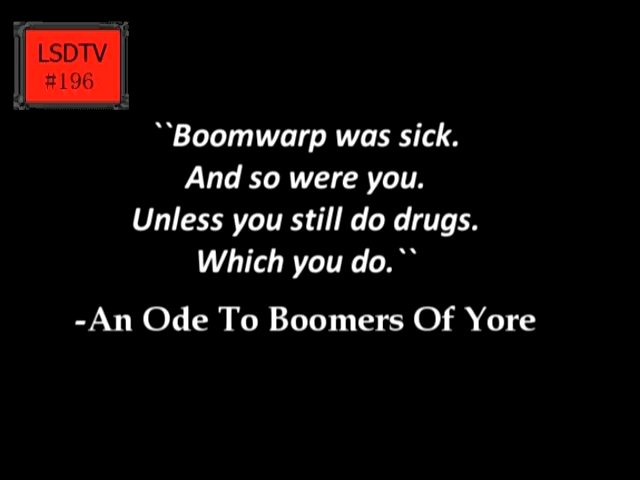 LSDTV
#196
``Boomwarp was sick.
And so were you.
Unless you still do drugs.
Which you do.``
-An Ode To Boomers Of Yore